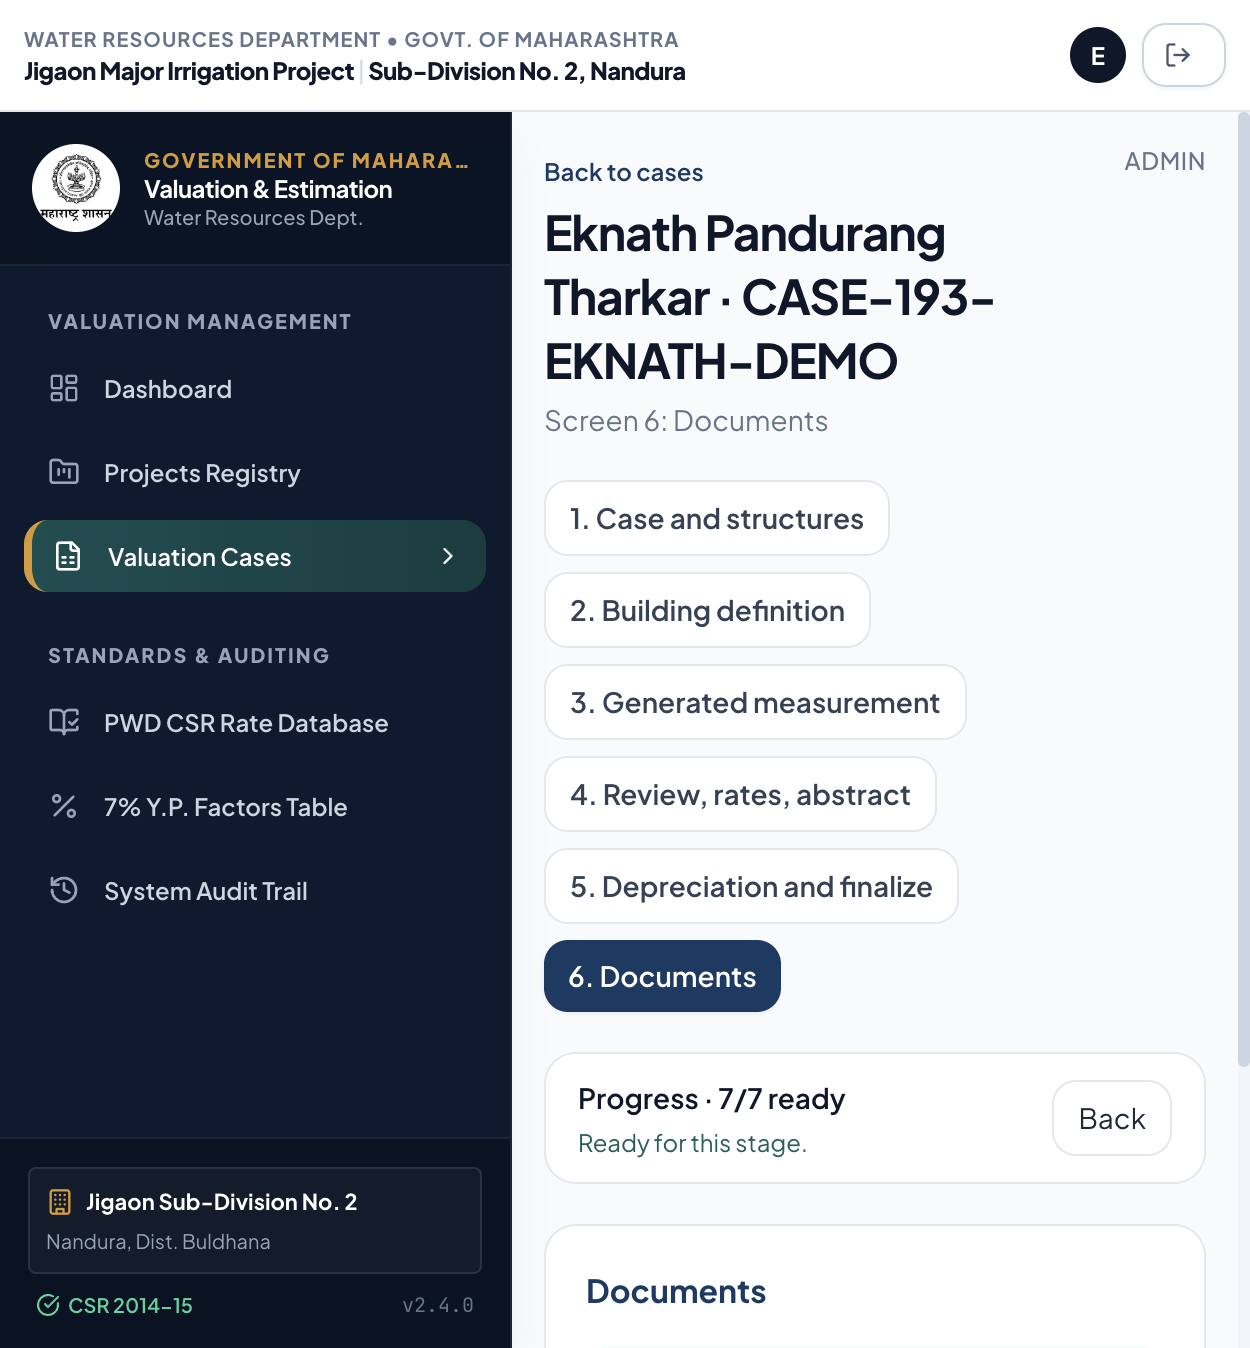 WATER RESOURCES DEPARTMENT • GOVT. OF MAHARASHTRA
Jigaon Major Irrigation Project | Sub-Division No. 2, Nandura
E
महाराष्ट्र शासन
GOVERNMENT OF MAHARA...
Valuation & Estimation
Water Resources Dept.
VALUATION MANAGEMENT
Dashboard
Projects Registry
Valuation Cases
STANDARDS & AUDITING
PWD CSR Rate Database
7% Y.P. Factors Table
System Audit Trail
Jigaon Sub-Division No. 2
Nandura, Dist. Buldhana
CSR 2014-15
v2.4.0
Back to cases
ADMIN
Eknath Pandurang
Tharkar · CASE-193-
EKNATH-DEMO
Screen 6: Documents
1. Case and structures
2. Building definition
3. Generated measurement
4. Review, rates, abstract
5. Depreciation and finalize
6. Documents
Progress · 7/7 ready
Ready for this stage.
Back
Documents